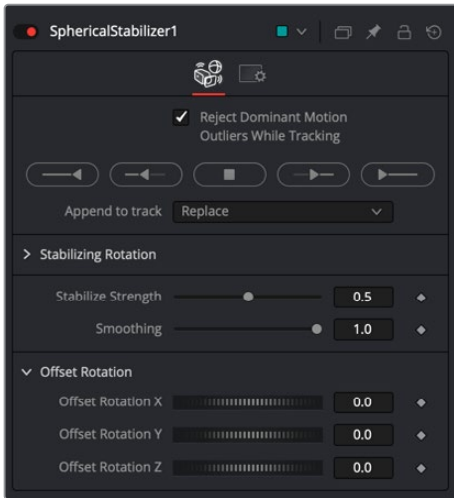 SphericalStabilizer1
Reject Dominant Motion
Outliers While Tracking
Append to track Replace
Stabilizing Rotation
Stabilize Strength 0.5
Smoothing 1.0
Offset Rotation
Offset Rotation X 0.0
Offset Rotation Y 0.0
Offset Rotation Z 0.0